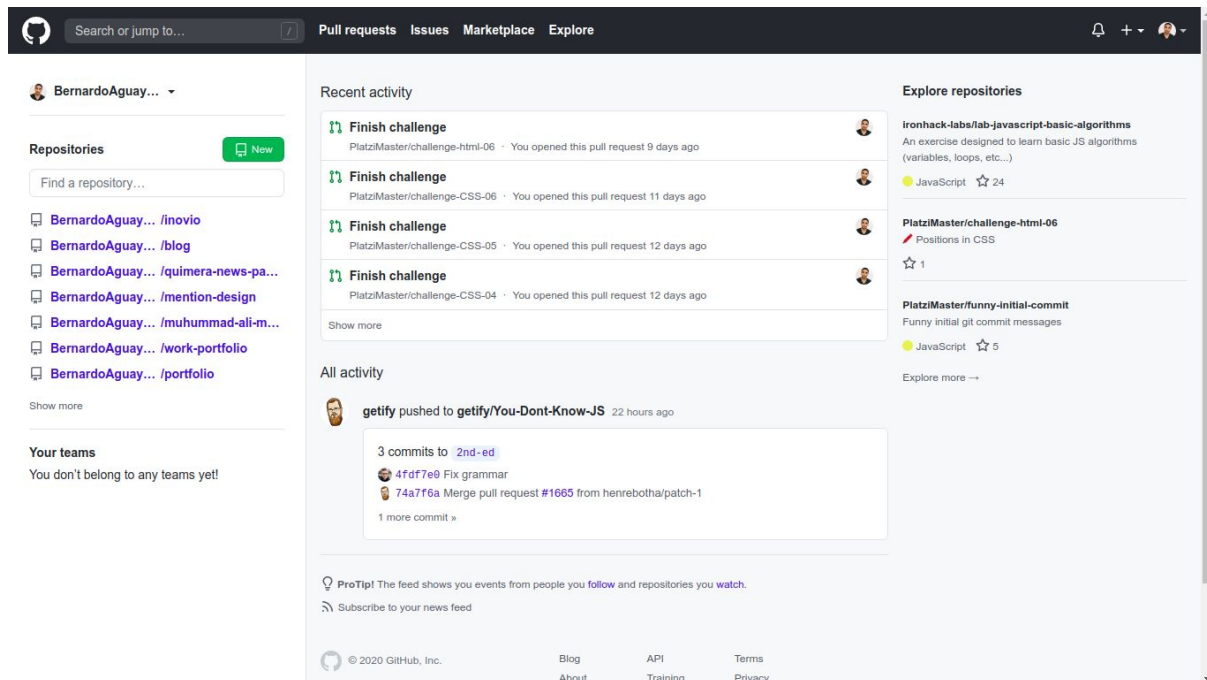 Search or jump to... /
Pull requests Issues Marketplace Explore
BernardoAguay...
Repositories
New
Find a repository...
BernardoAguay... /inovio
BernardoAguay... /blog
BernardoAguay... /quimera-news-pa...
BernardoAguay... /mention-design
BernardoAguay... /muhummad-ali-m...
BernardoAguay... /work-portfolio
BernardoAguay... /portfolio
Show more
Your teams
You don't belong to any teams yet!
Recent activity
Finish challenge
PlatziMaster/challenge-html-06 · You opened this pull request 9 days ago
Finish challenge
PlatziMaster/challenge-CSS-06 · You opened this pull request 11 days ago
Finish challenge
PlatziMaster/challenge-CSS-05 · You opened this pull request 12 days ago
Finish challenge
PlatziMaster/challenge-CSS-04 · You opened this pull request 12 days ago
Show more
All activity
getify pushed to getify/You-Dont-Know-JS 22 hours ago
3 commits to 2nd-ed
4fdf7e0 Fix grammar
74a7f6a Merge pull request #1665 from henrebotha/patch-1
1 more commit »
ProTip! The feed shows you events from people you follow and repositories you watch.
Subscribe to your news feed
© 2020 GitHub, Inc.
Blog API Terms
About Training Privacy
Explore repositories
ironhack-labs/lab-javascript-basic-algorithms
An exercise designed to learn basic JS algorithms
(variables, loops, etc...)
JavaScript 24
PlatziMaster/challenge-html-06
Positions in CSS
1
PlatziMaster/funny-initial-commit
Funny initial git commit messages
JavaScript 5
Explore more →